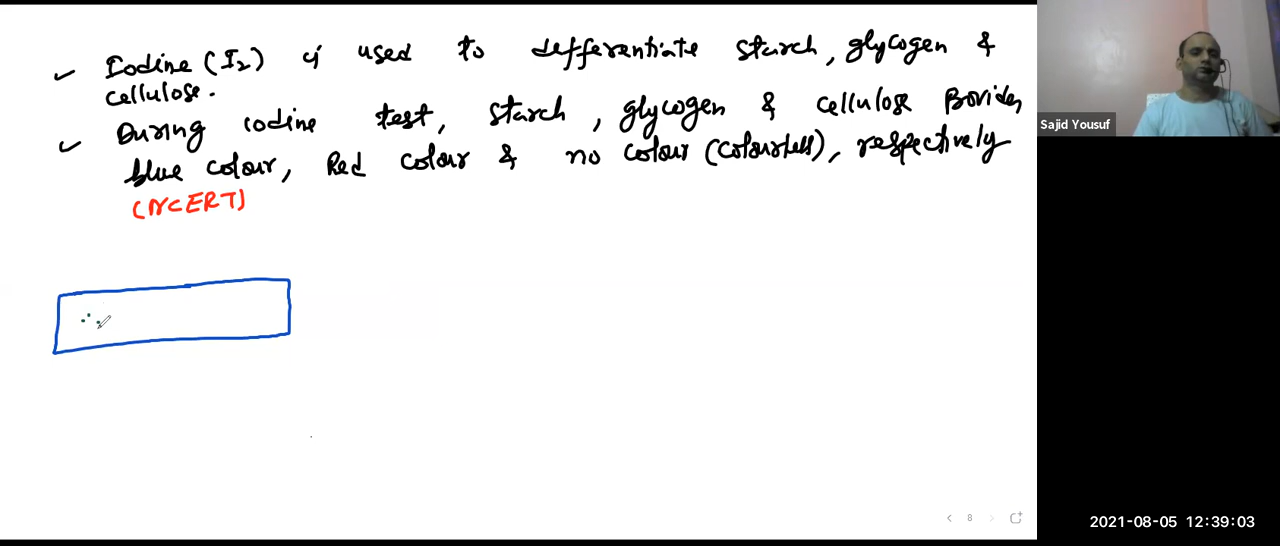 Iodine (I2) is used to defferentiate starch, glycogen &
cellulose.
During iodine test, starch, glycogen & cellulose Provides
blue colour, Red colour & no colour (colourless), respectively
(NCERT)
Sajid Yousuf
8
2021-08-05 12:39:03